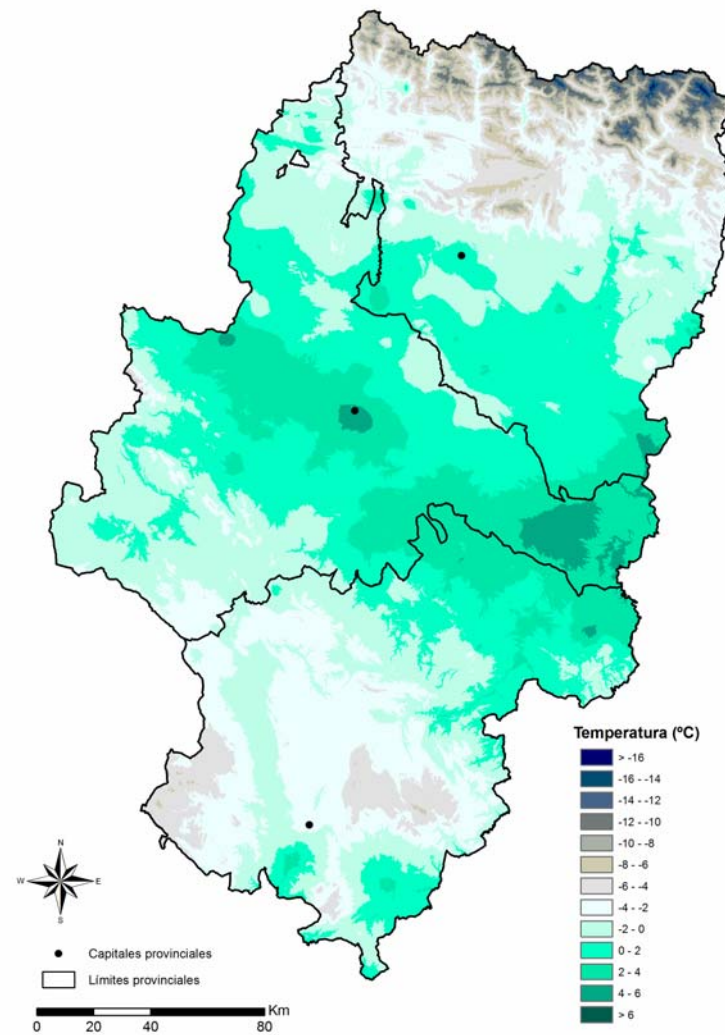 Temperatura (ºC)
> -16
-16 - -14
-14 - -12
-12 - -10
-10 - -8
-8 - -6
-6 - -4
-4 - -2
-2 - 0
0 - 2
2 - 4
4 - 6
> 6
N
W E
S
Capitales provinciales
Límites provinciales
Km
0 20 40 80